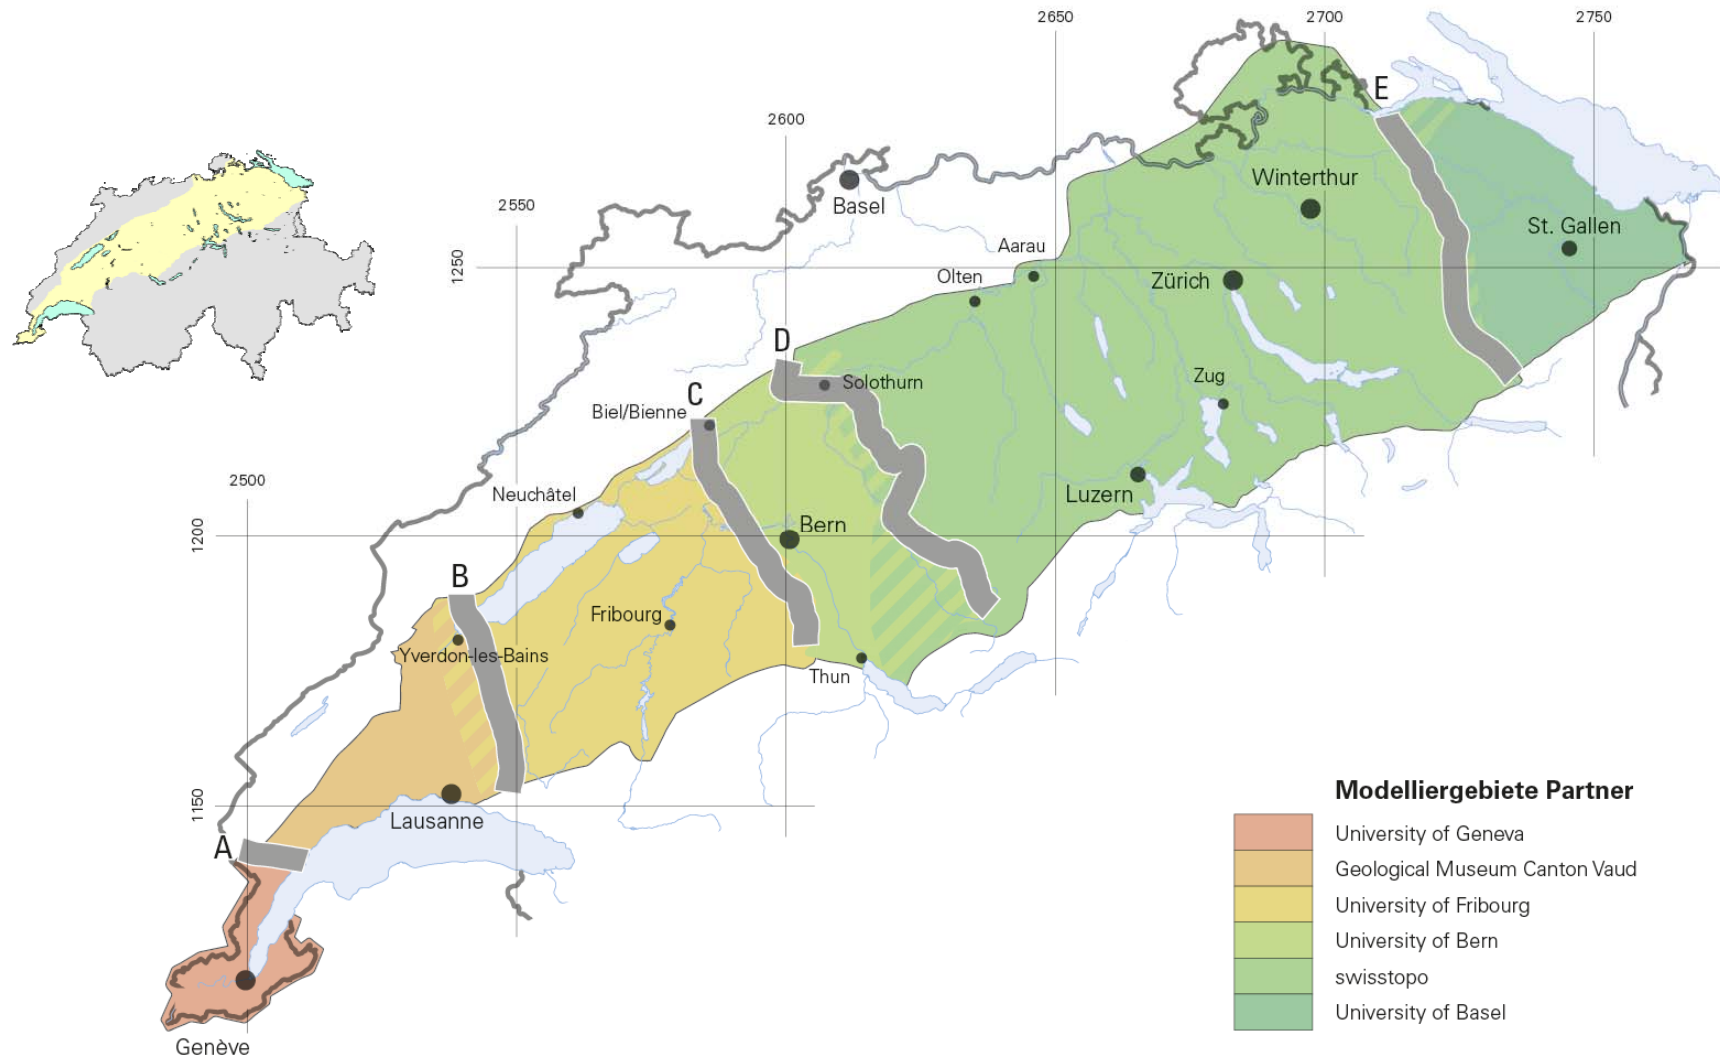 2650
2700
2750
E
2600
Winterthur
Basel
2550
St. Gallen
Aarau
1250
Olten
Zürich
D
Solothurn
Zug
C
Biel/Bienne
2500
Neuchâtel
Luzern
1200
Bern
B
Fribourg
Yverdon-les-Bains
Thun
1150
Lausanne
A
Genève
Modelliergebiete Partner
University of Geneva
Geological Museum Canton Vaud
University of Fribourg
University of Bern
swisstopo
University of Basel